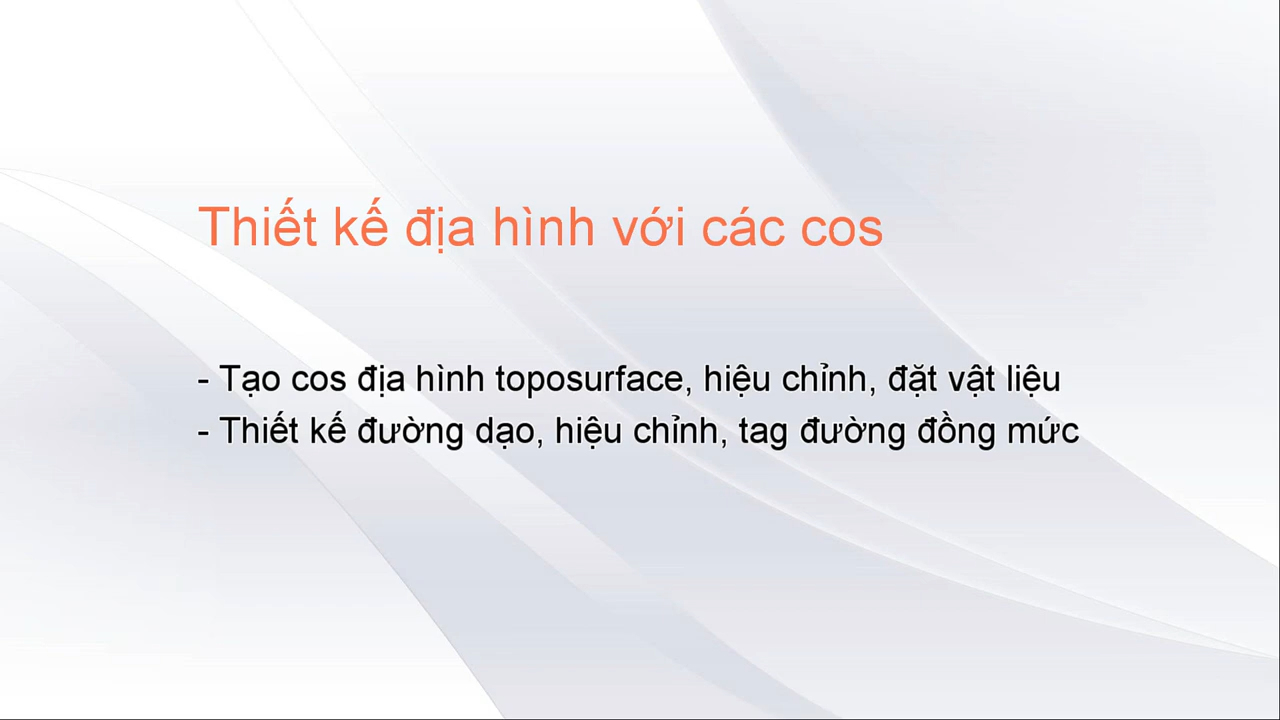 Thiết kế địa hình với các cos
- Tạo cos địa hình toposurface, hiệu chỉnh, đặt vật liệu
- Thiết kế đường dạo, hiệu chỉnh, tag đường đồng mức